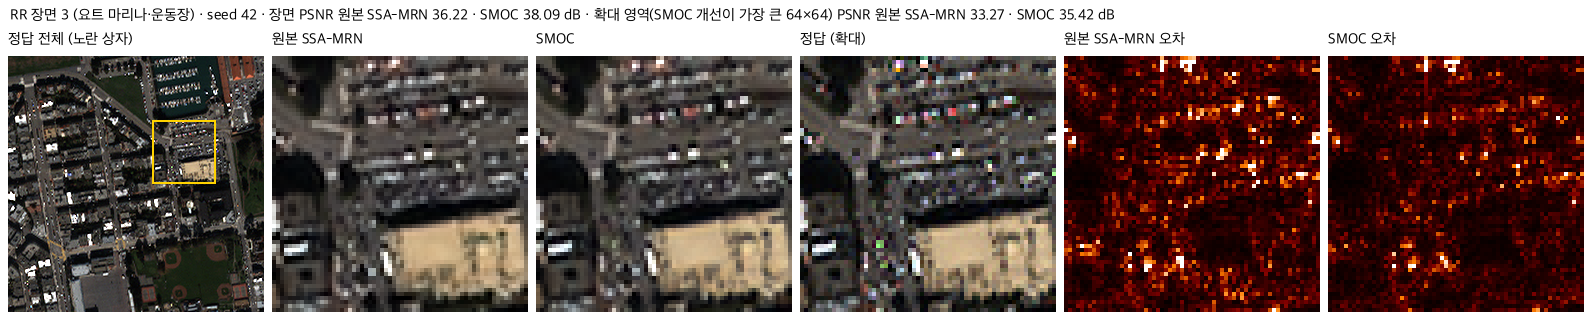 RR 장면 3 (요트 마리나·운동장) · seed 42 · 장면 PSNR 원본 SSA-MRN 36.22 · SMOC 38.09 dB · 확대 영역(SMOC 개선이 가장 큰 64×64) PSNR 원본 SSA-MRN 33.27 · SMOC 35.42 dB
정답 전체 (노란 상자)
원본 SSA-MRN
SMOC
정답 (확대)
원본 SSA-MRN 오차
SMOC 오차